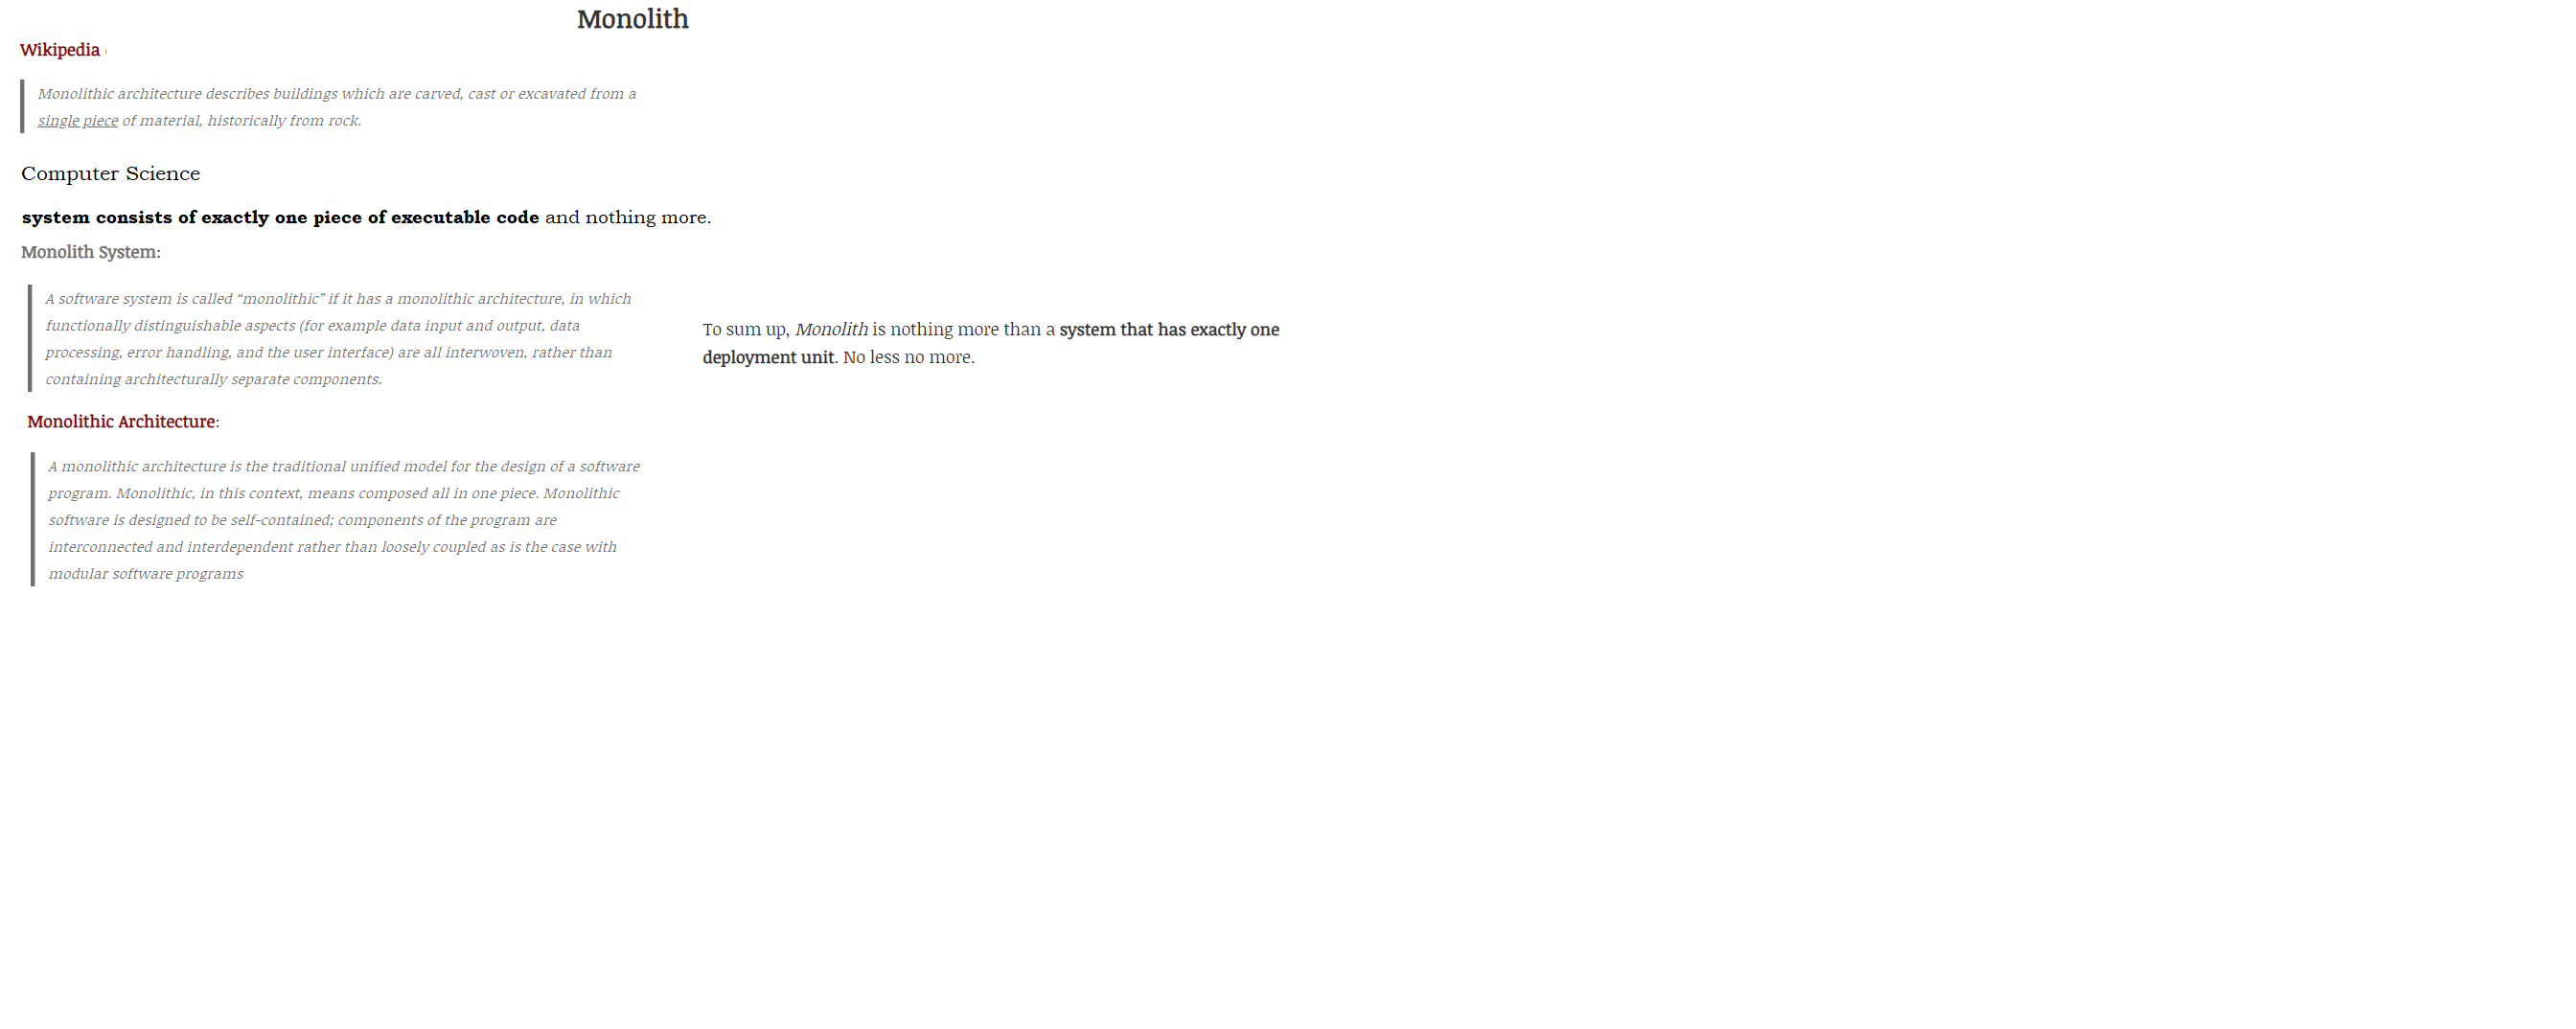 Monolith
Wikipedia
Monolithic architecture describes buildings which are carved, cast or excavated from a
single piece of material, historically from rock.
Computer Science
system consists of exactly one piece of executable code and nothing more.
Monolith System:
A software system is called “monolithic” if it has a monolithic architecture, in which
functionally distinguishable aspects (for example data input and output, data
processing, error handling, and the user interface) are all interwoven, rather than
containing architecturally separate components.
To sum up, Monolith is nothing more than a system that has exactly one
deployment unit. No less no more.
Monolithic Architecture:
A monolithic architecture is the traditional unified model for the design of a software
program. Monolithic, in this context, means composed all in one piece. Monolithic
software is designed to be self-contained; components of the program are
interconnected and interdependent rather than loosely coupled as is the case with
modular software programs